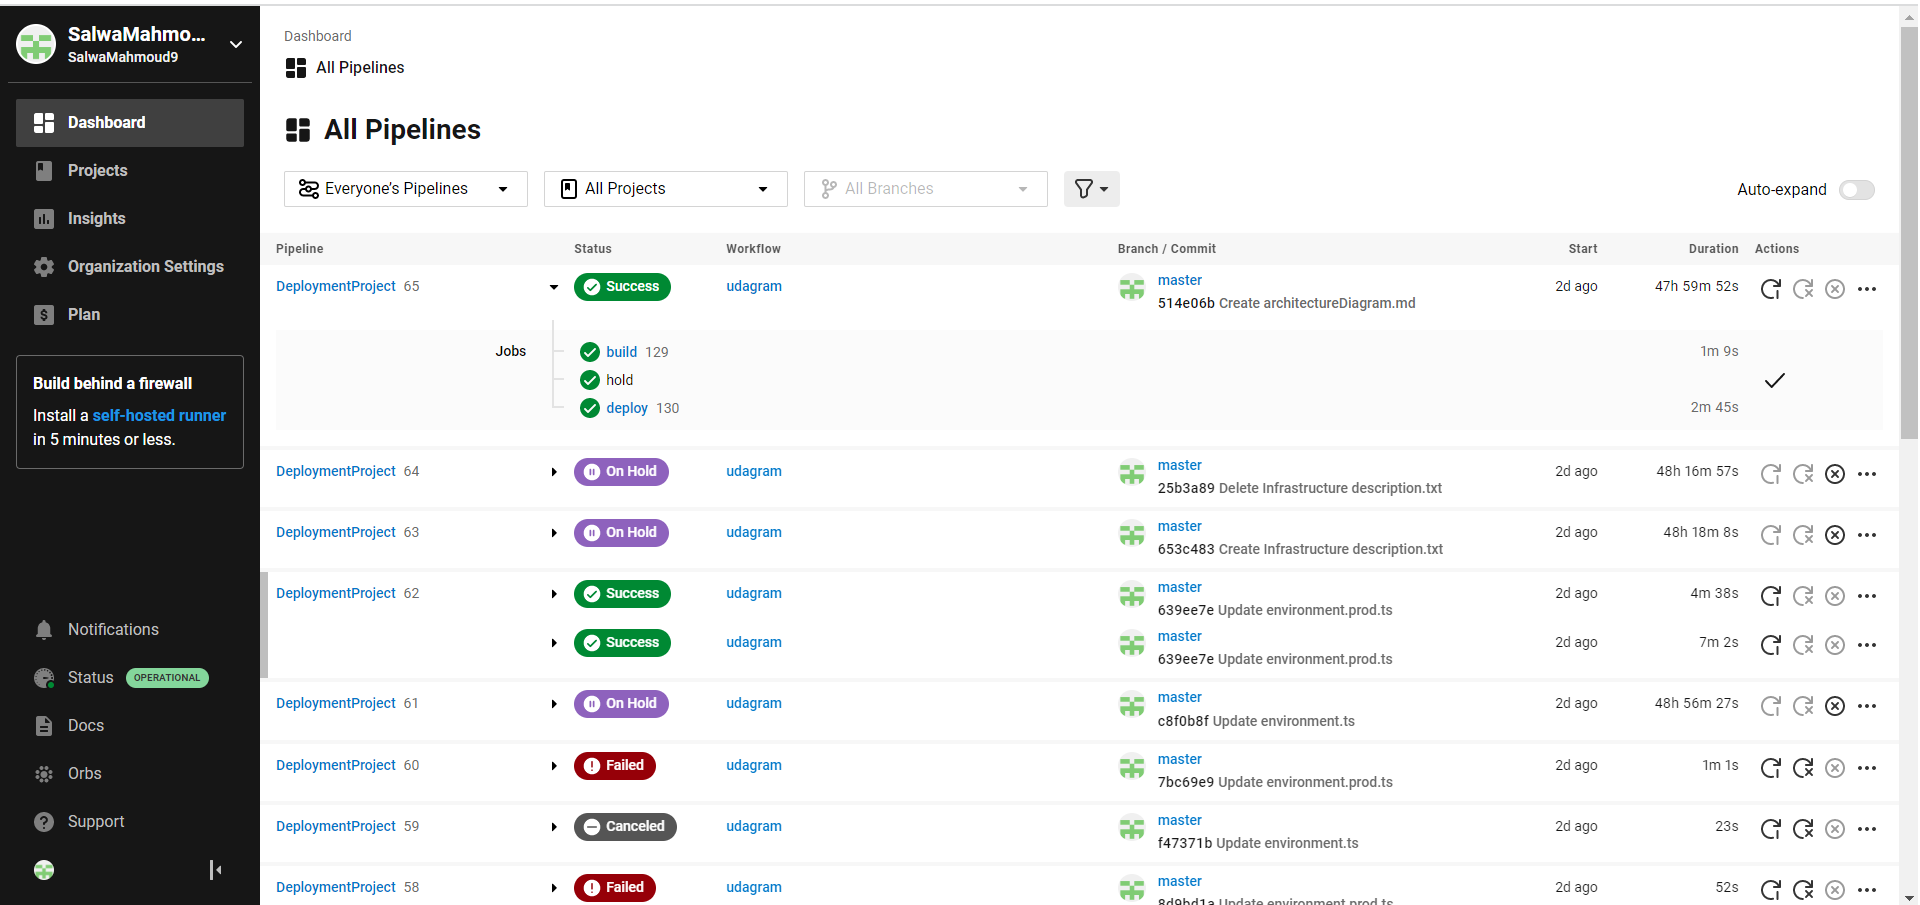 SalwaMahmo...
SalwaMahmoud9
Dashboard
Projects
Insights
Organization Settings
Plan
Build behind a firewall
Install a self-hosted runner
in 5 minutes or less.
Notifications
Status OPERATIONAL
Docs
Orbs
Support
Dashboard
All Pipelines
All Pipelines
Everyone's Pipelines All Projects All Branches Auto-expand
Pipeline Status Workflow Branch / Commit Start Duration Actions
DeploymentProject 65 Success udagram master 2d ago 47h 59m 52s
514e06b Create architectureDiagram.md
Jobs build 129 1m 9s
hold
deploy 130 2m 45s
DeploymentProject 64 On Hold udagram master 2d ago 48h 16m 57s
25b3a89 Delete Infrastructure description.txt
DeploymentProject 63 On Hold udagram master 2d ago 48h 18m 8s
653c483 Create Infrastructure description.txt
DeploymentProject 62 Success udagram master 2d ago 4m 38s
639ee7e Update environment.prod.ts
Success udagram master 2d ago 7m 2s
639ee7e Update environment.prod.ts
DeploymentProject 61 On Hold udagram master 2d ago 48h 56m 27s
c8f0b8f Update environment.ts
DeploymentProject 60 Failed udagram master 2d ago 1m 1s
7bc69e9 Update environment.prod.ts
DeploymentProject 59 Canceled udagram master 2d ago 23s
f47371b Update environment.ts
DeploymentProject 58 Failed udagram master 2d ago 52s
8d9bd1a Update environment.prod.ts